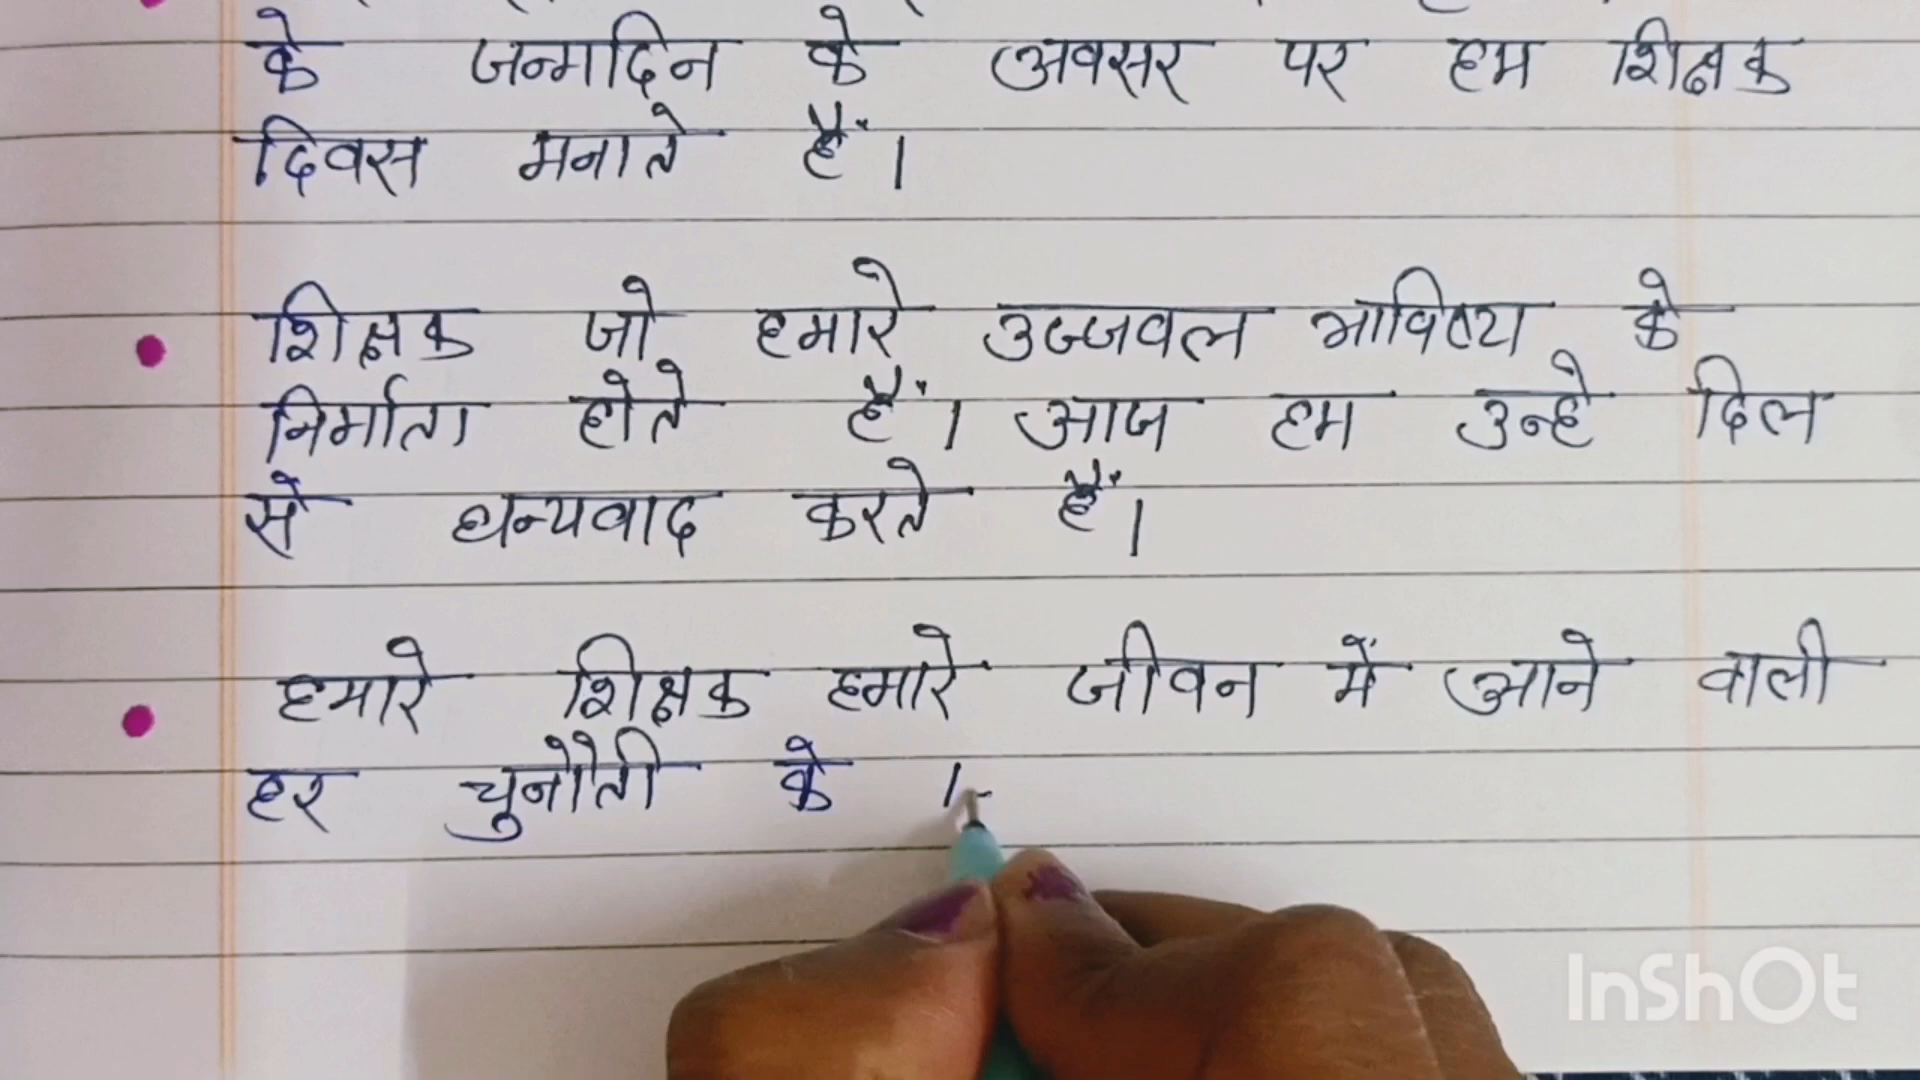 के जन्मदिन के अवसर पर हम शिक्षक
दिवस मनाते हैं।
शिक्षक जो हमारे उज्जवल भाविष्य के
निर्माता होते हैं। आज हम उन्हे दिल
से धन्यवाद करते हैं।
हमारे शिक्षक हमारे जीवन में आने वाली
हर चुनौती के
InShOt